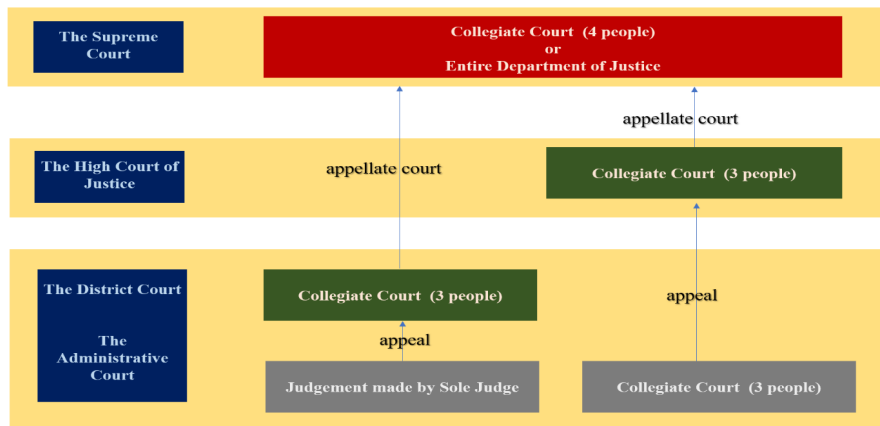 The Supreme
Court
Collegiate Court (4 people)
or
Entire Department of Justice
appellate court
The High Court of
Justice
appellate court
Collegiate Court (3 people)
The District Court
The
Administrative
Court
Collegiate Court (3 people)
appeal
appeal
Judgement made by Sole Judge
Collegiate Court (3 people)